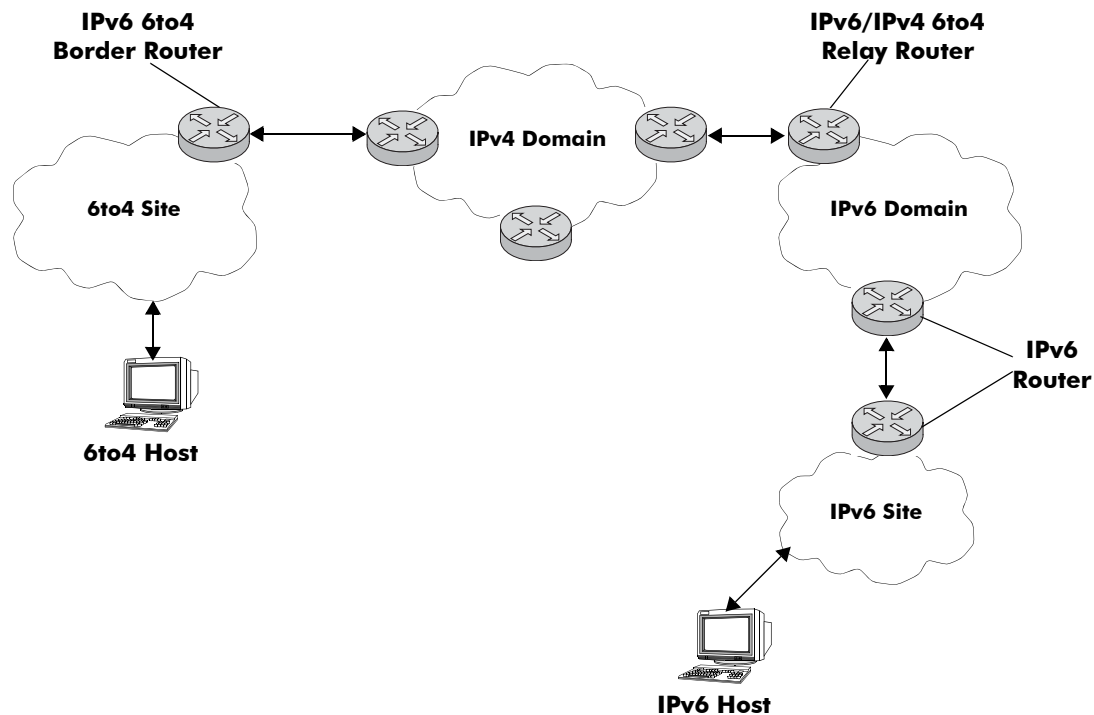 IPv6 6to4
Border Router
IPv6/IPv4 6to4
Relay Router
IPv4 Domain
6to4 Site
IPv6 Domain
IPv6
Router
6to4 Host
IPv6 Site
IPv6 Host